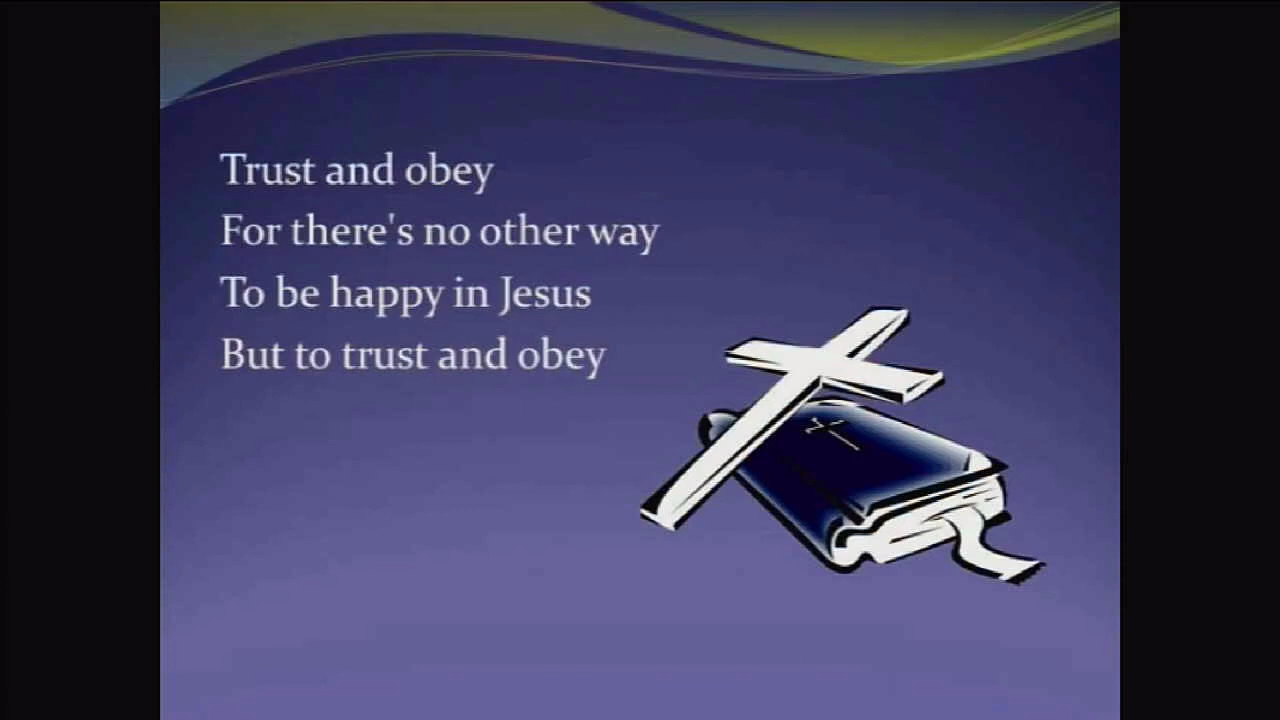 Trust and obey
For there's no other way
To be happy in Jesus
But to trust and obey